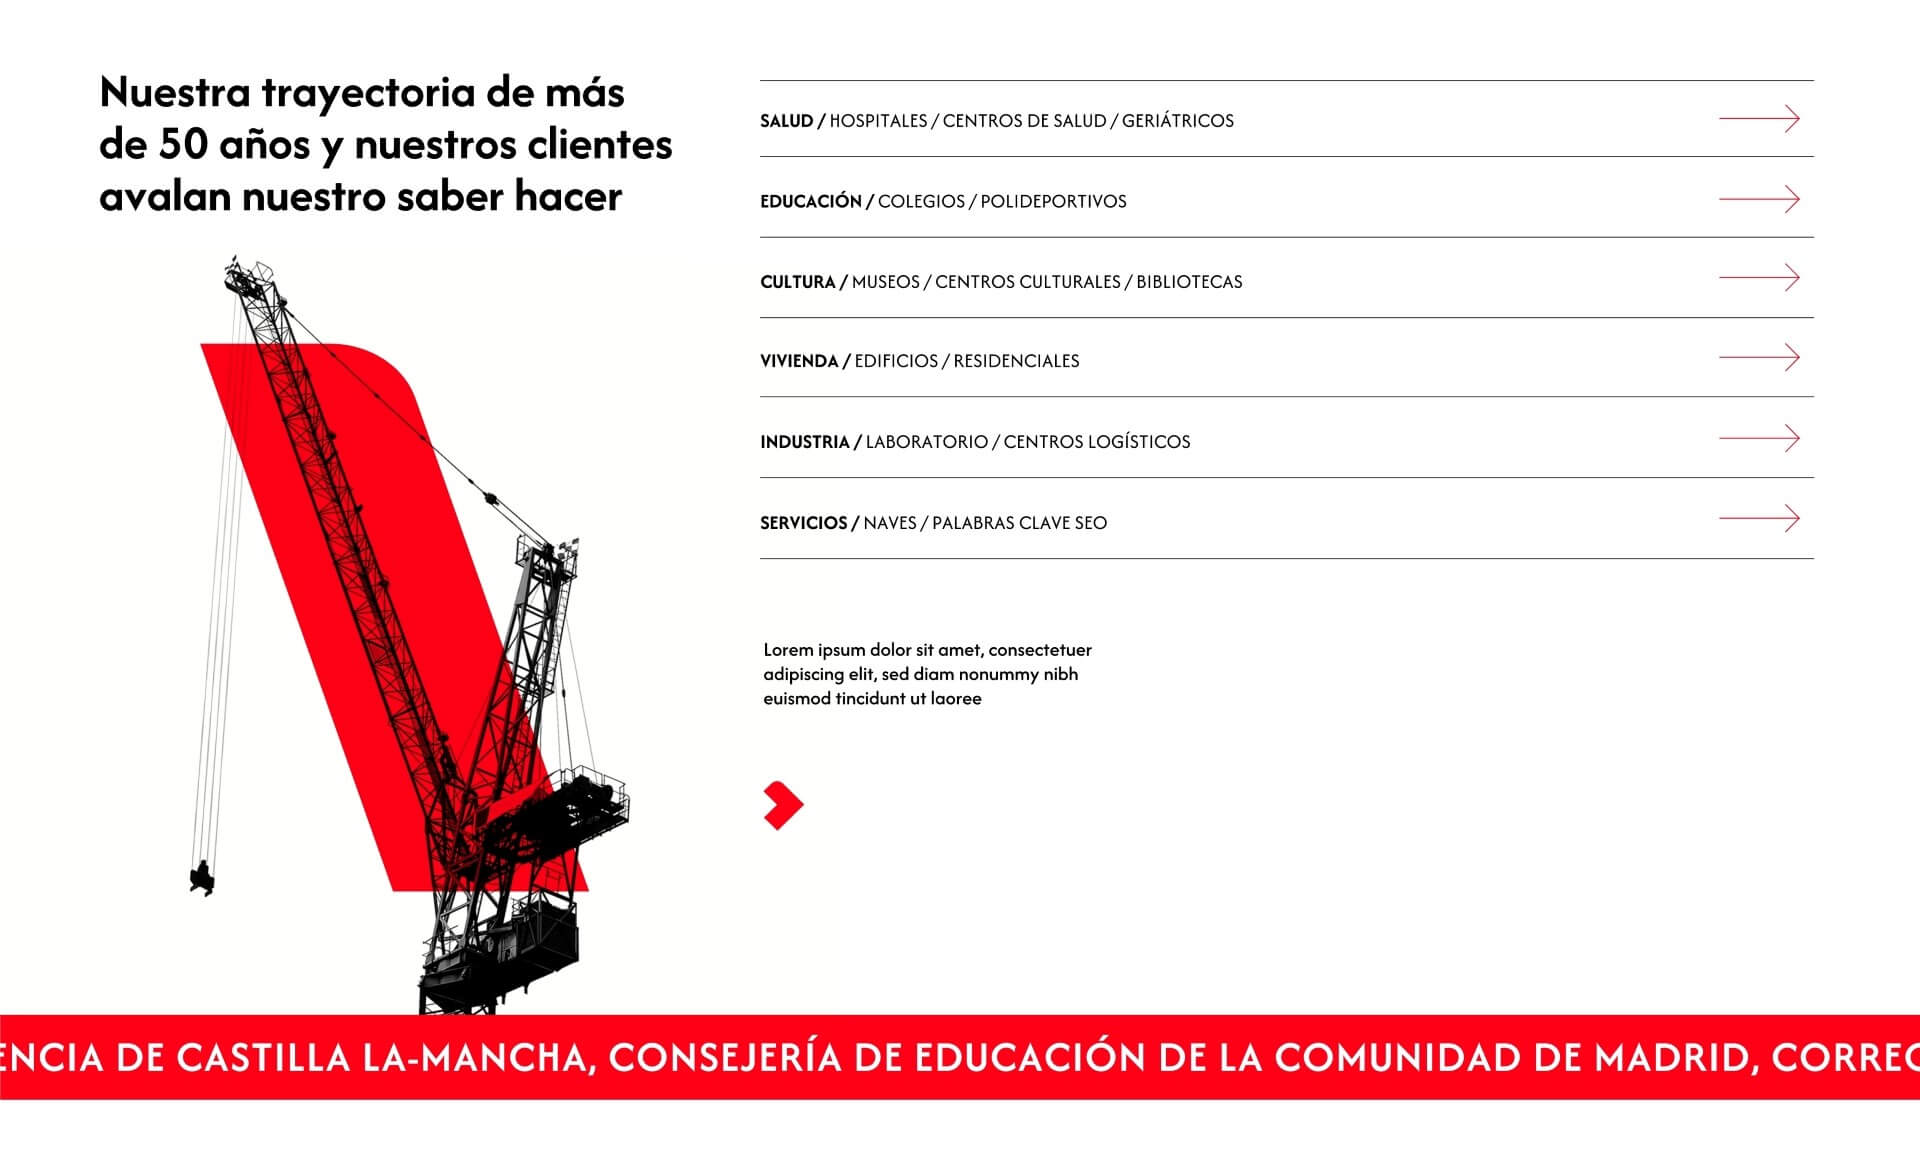 Nuestra trayectoria de más
de 50 años y nuestros clientes
avalan nuestro saber hacer
SALUD / HOSPITALES / CENTROS DE SALUD / GERIÁTRICOS
EDUCACIÓN / COLEGIOS / POLIDEPORTIVOS
CULTURA / MUSEOS / CENTROS CULTURALES / BIBLIOTECAS
VIVIENDA / EDIFICIOS / RESIDENCIALES
INDUSTRIA / LABORATORIO / CENTROS LOGÍSTICOS
SERVICIOS / NAVES / PALABRAS CLAVE SEO
Lorem ipsum dolor sit amet, consectetuer
adipiscing elit, sed diam nonummy nibh
euismod tincidunt ut laoree
ENCIA DE CASTILLA LA-MANCHA, CONSEJERÍA DE EDUCACIÓN DE LA COMUNIDAD DE MADRID, CORREO